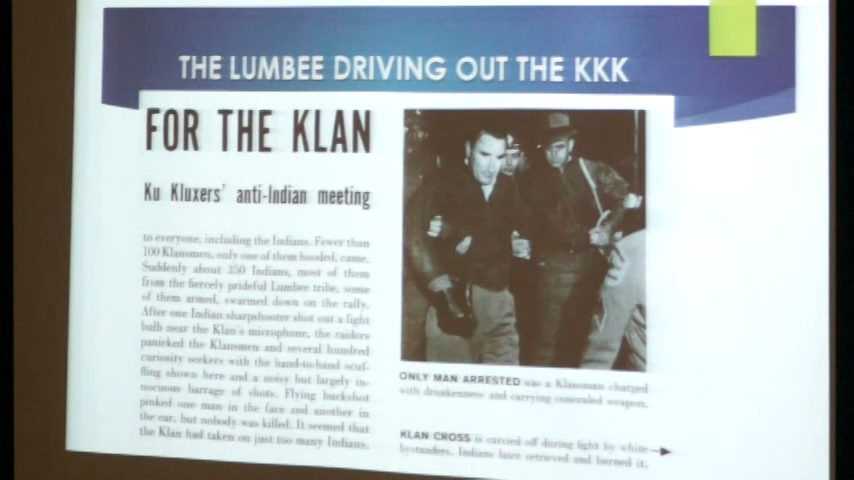 THE LUMBEE DRIVING OUT THE KKK
FOR THE KLAN
Ku Kluxers' anti-Indian meeting
to everyone, including the Indians. Fewer than
100 Klansmen, only one of them hooded, came.
Suddenly about 350 Indians, most of them
from the fiercely prideful Lumbee tribe, some
of them armed, swarmed down on the rally.
After one Indian sharpshooter shot out a light
bulb near the Klan's microphone, the raiders
panicked the Klansmen and several hundred
curiosity seekers with the hand-to-hand scuf-
fling shown here and a noisy but largely in-
nocuous barrage of shots. Flying buckshot
pinked one man in the face and another in
the ear, but nobody was killed. It seemed that
the Klan had taken on just too many Indians.
ONLY MAN ARRESTED was a Klansman charged
with drunkenness and carrying concealed weapon.
KLAN CROSS is carried off during fight by white
bystanders. Indians later retrieved and burned it.